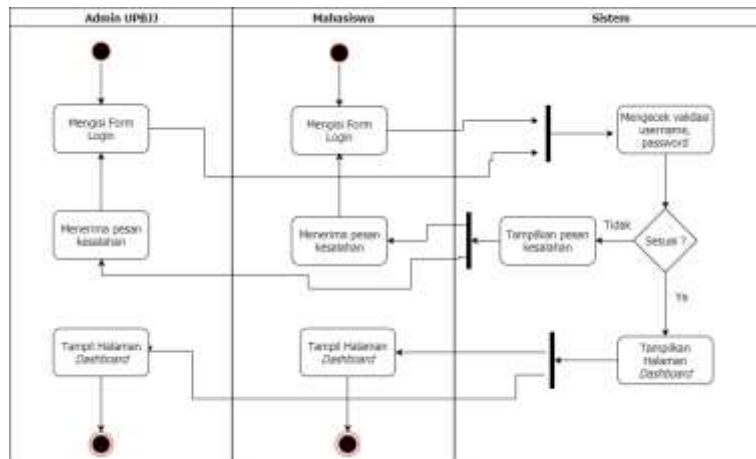 Admin UPBJJ
Mahasiswa
Sistem
Mengisi Form
Login
Mengisi Form
Login
Mengecek validasi
username,
password
Menerima pesan
kesalahan
Menerima pesan
kesalahan
Tampilkan pesan
kesalahan
Tidak
Sesuai ?
Ya
Tampil Halaman
Dashboard
Tampil Halaman
Dashboard
Tampilkan
Halaman
Dashboard